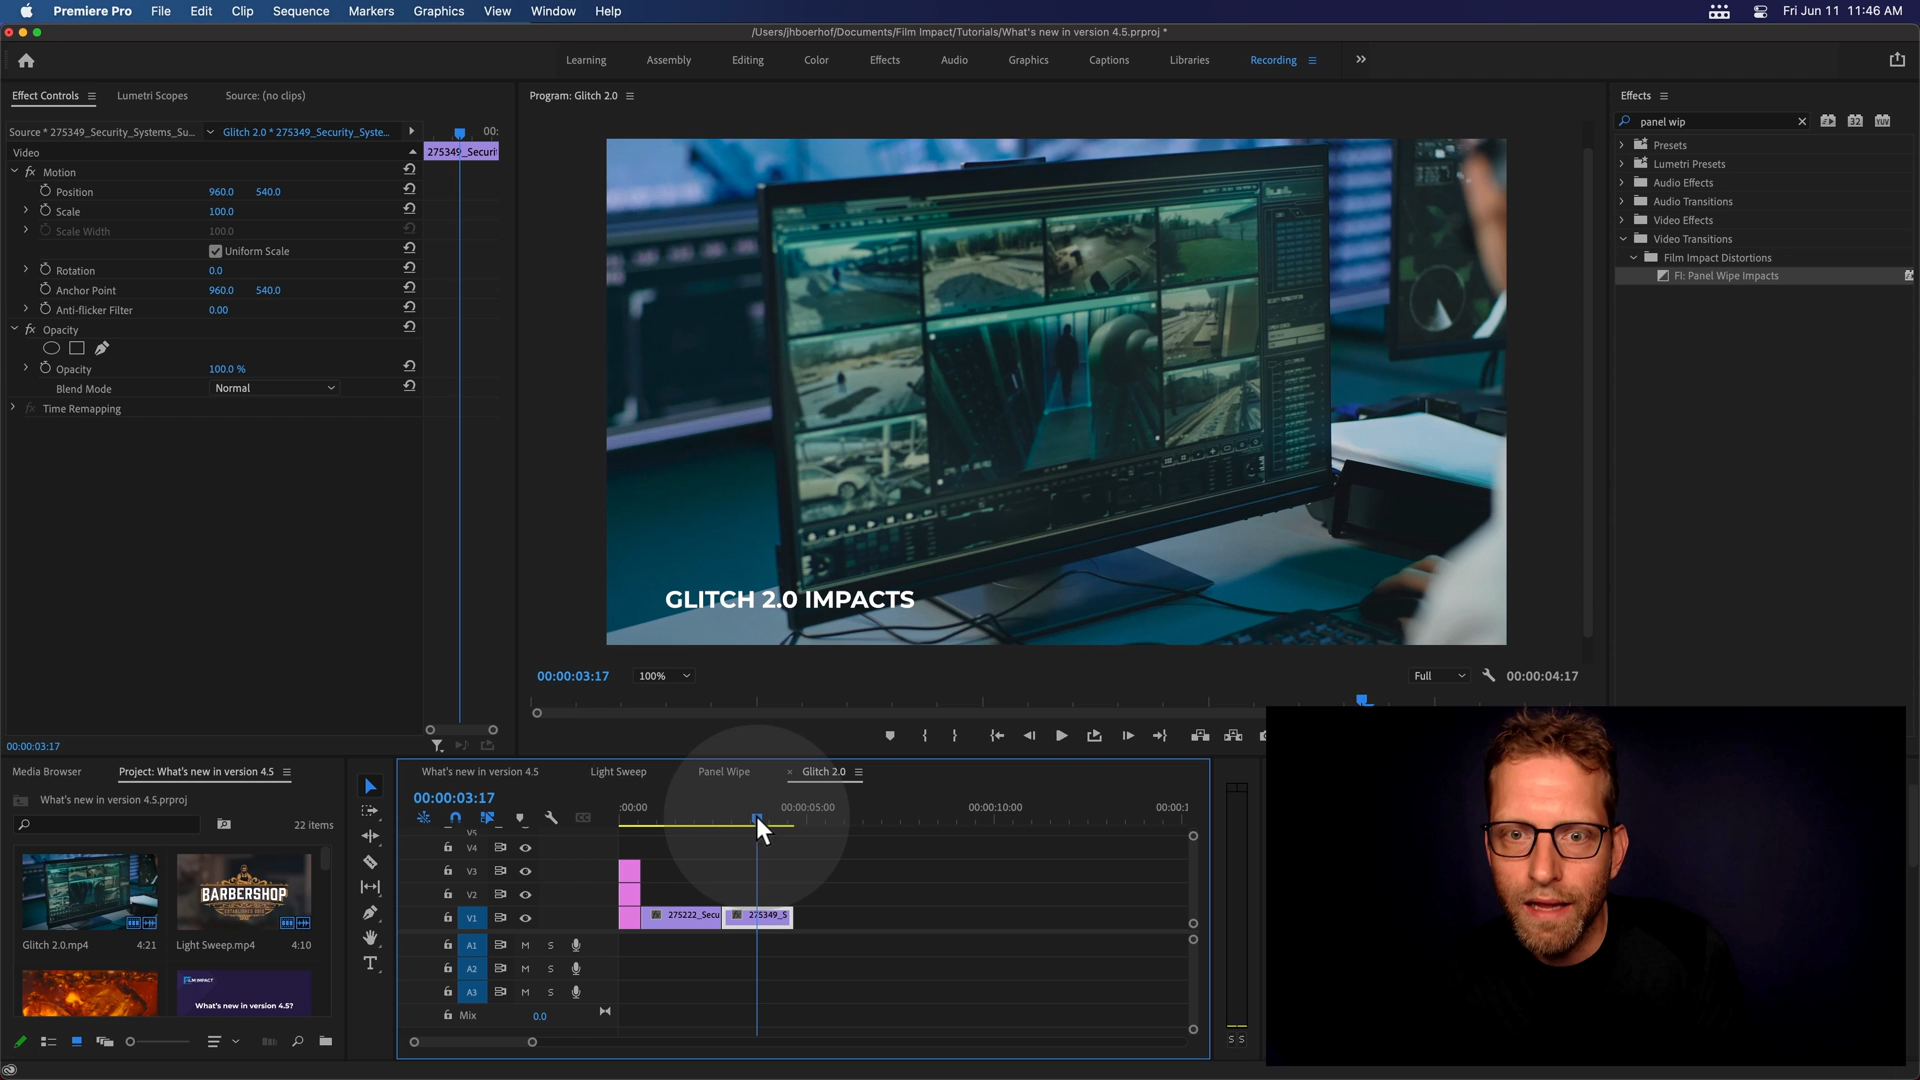 Premiere Pro File Edit Clip Sequence Markers Graphics View Window Help
Fri Jun 11 11:46 AM
/Users/jhboerhof/Documents/Film Impact/Tutorials/What's new in version 4.5.prproj *
Learning Assembly Editing Color Effects Audio Graphics Captions Libraries Recording
Effect Controls Lumetri Scopes Source: (no clips)
Program: Glitch 2.0
Effects
Source * 275349_Security_Systems_Su... Glitch 2.0 * 275349_Security_Syste... 00:
panel wip
32 YUV
Video
275349_Securit
Motion
Position 960.0 540.0
Scale 100.0
Scale Width 100.0
Uniform Scale
Rotation 0.0
Anchor Point 960.0 540.0
Anti-flicker Filter 0.00
Opacity
Opacity 100.0 %
Blend Mode Normal
Time Remapping
Presets
Lumetri Presets
Audio Effects
Audio Transitions
Video Effects
Video Transitions
Film Impact Distortions
FI: Panel Wipe Impacts
GLITCH 2.0 IMPACTS
00:00:03:17 100% Full 00:00:04:17
00:00:03:17
Media Browser Project: What's new in version 4.5
What's new in version 4.5.prproj
22 items
BARBERSHOP
Glitch 2.0.mp4 4:21
Light Sweep.mp4 4:10
FILM IMPACT
What's new in version 4.5?
What's new in version 4.5 Light Sweep Panel Wipe Glitch 2.0
00:00:03:17
:00:00 00:00:05:00 00:00:10:00 00:00:1
V5
V4
V3
V2
V1 275222_Secu 275349_S
A1 M S
A2 M S
A3 M S
Mix 0.0
S S